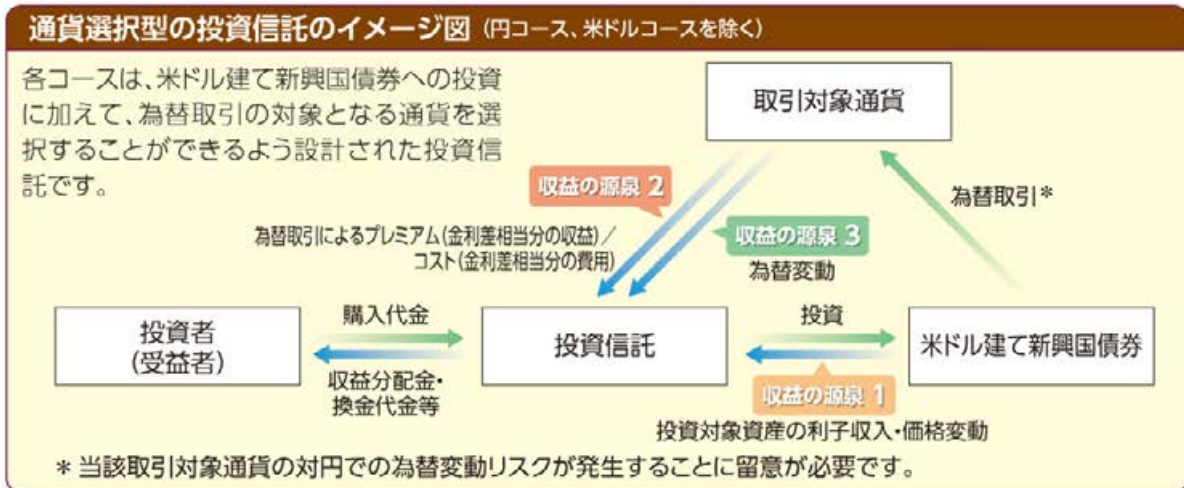 通貨選択型の投資信託のイメージ図（円コース、米ドルコースを除く）
各コースは、米ドル建て新興国債券への投資
に加えて、為替取引の対象となる通貨を選
択することができるよう設計された投資信
託です。
取引対象通貨
収益の源泉 2
為替取引*
為替取引によるプレミアム(金利差相当分の収益)／
コスト(金利差相当分の費用)
収益の源泉 3
為替変動
投資者
(受益者)
購入代金
収益分配金・
換金代金等
投資信託
投資
米ドル建て新興国債券
収益の源泉 1
投資対象資産の利子収入・価格変動
* 当該取引対象通貨の対円での為替変動リスクが発生することに留意が必要です。